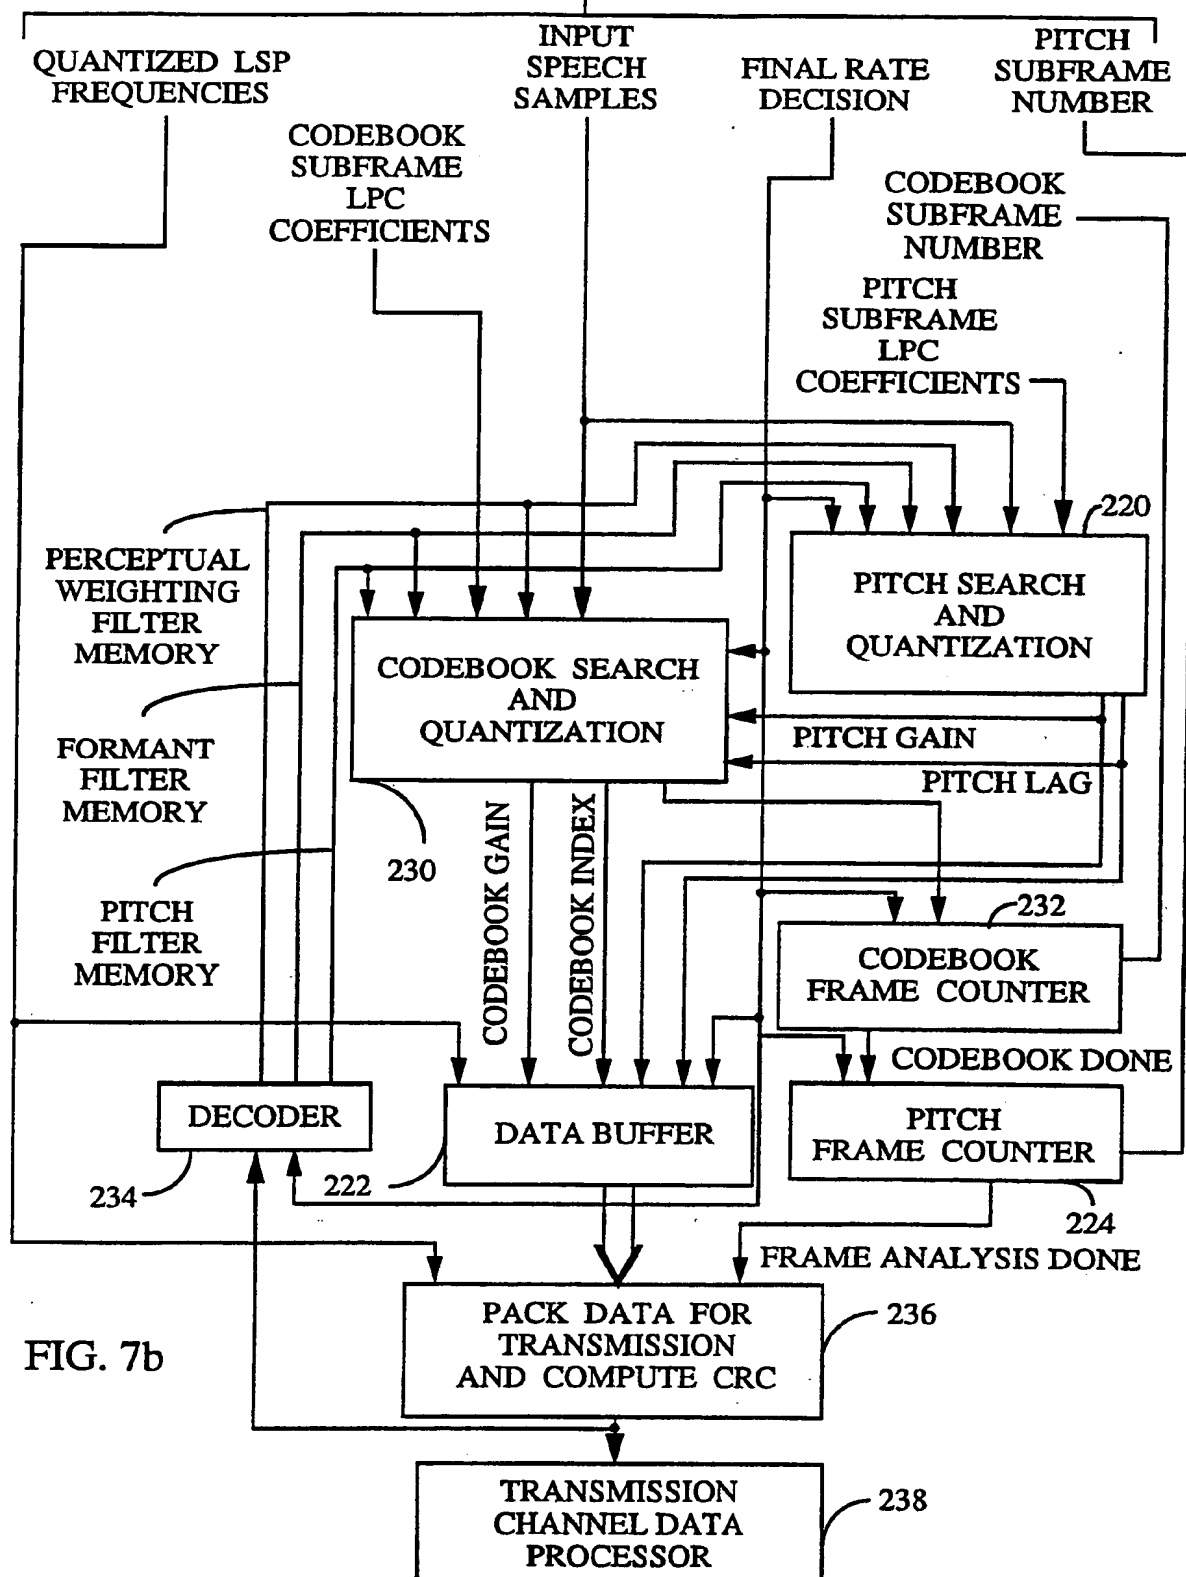 QUANTIZED LSP
FREQUENCIES
INPUT
SPEECH
SAMPLES
FINAL RATE
DECISION
PITCH
SUBFRAME
NUMBER
CODEBOOK
SUBFRAME
LPC
COEFFICIENTS
CODEBOOK
SUBFRAME
NUMBER
PITCH
SUBFRAME
LPC
COEFFICIENTS
220
PERCEPTUAL
WEIGHTING
FILTER
MEMORY
PITCH SEARCH
AND
QUANTIZATION
CODEBOOK SEARCH
AND
QUANTIZATION
PITCH GAIN
PITCH LAG
FORMANT
FILTER
MEMORY
230
CODEBOOK GAIN
CODEBOOK INDEX
PITCH
FILTER
MEMORY
232
CODEBOOK
FRAME COUNTER
CODEBOOK DONE
DECODER
234
DATA BUFFER
222
PITCH
FRAME COUNTER
224
FRAME ANALYSIS DONE
PACK DATA FOR
TRANSMISSION
AND COMPUTE CRC
236
FIG. 7b
TRANSMISSION
CHANNEL DATA
PROCESSOR
238